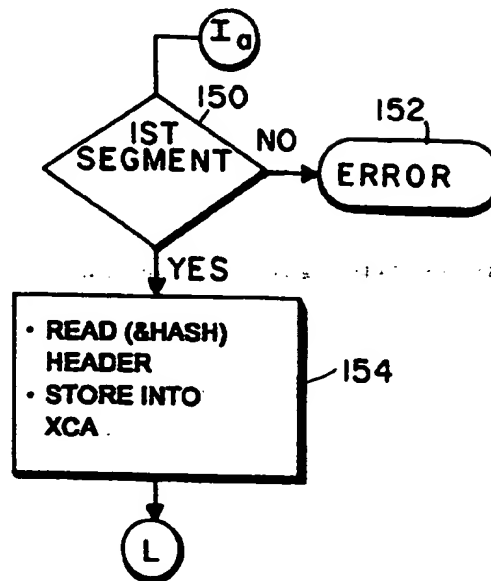 Ia
150
1ST
SEGMENT
NO
152
ERROR
YES
• READ (&HASH)
HEADER
• STORE INTO
XCA
154
L